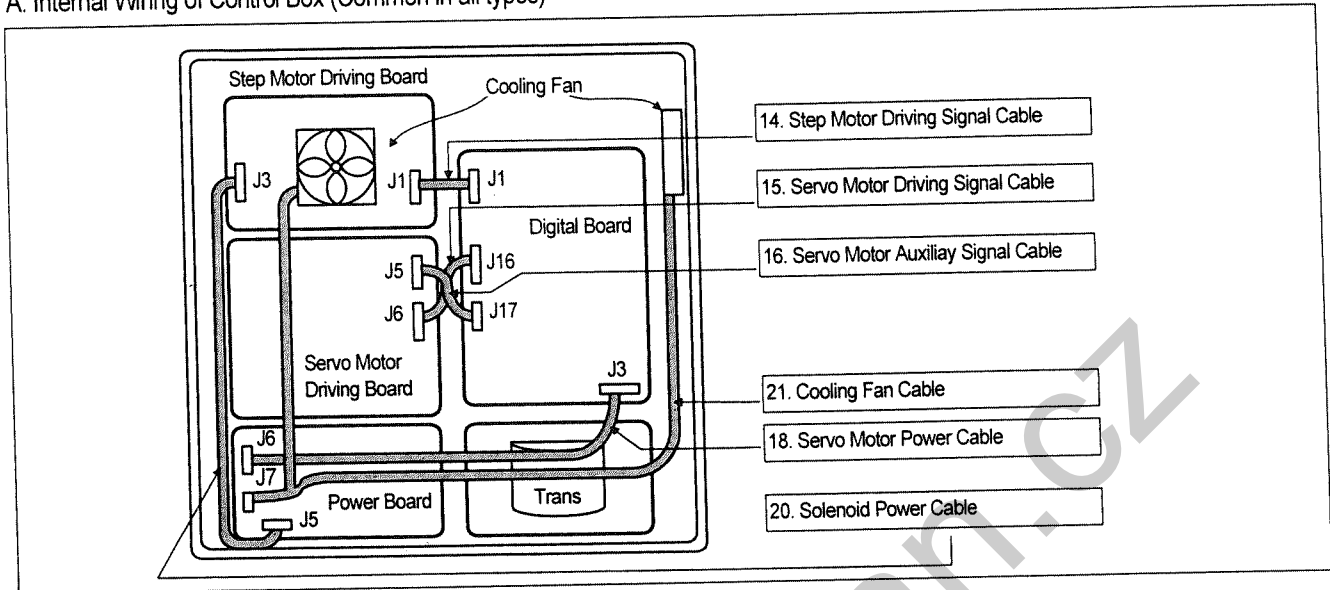 A. Internal Wiring of Control Box (Common in all types)
Step Motor Driving Board
Cooling Fan
14. Step Motor Driving Signal Cable
J3
J1
J1
15. Servo Motor Driving Signal Cable
Digital Board
16. Servo Motor Auxiliay Signal Cable
J5
J16
J6
J17
Servo Motor
Driving Board
J3
21. Cooling Fan Cable
18. Servo Motor Power Cable
J6
J7
Power Board
Trans
20. Solenoid Power Cable
J5